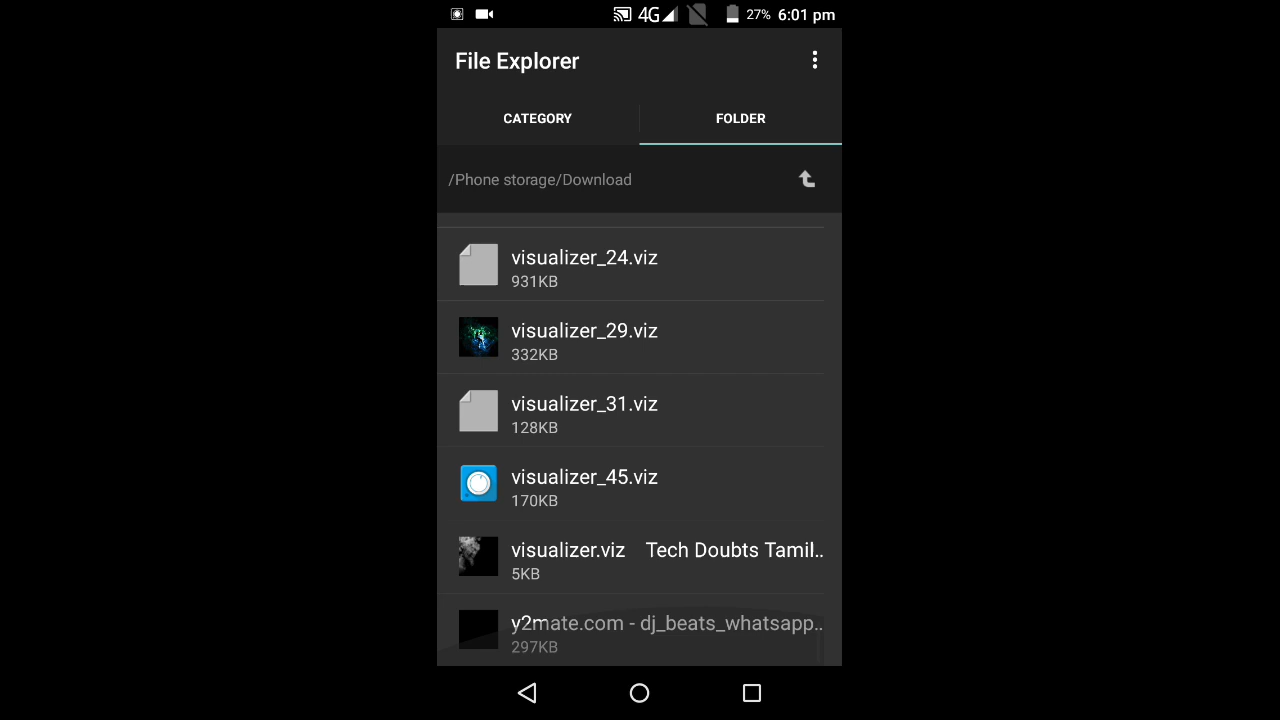 4G 27% 6:01 pm
File Explorer
CATEGORY FOLDER
/Phone storage/Download
visualizer_24.viz
931KB
visualizer_29.viz
332KB
visualizer_31.viz
128KB
visualizer_45.viz
170KB
visualizer.viz Tech Doubts Tamil..
5KB
y2mate.com - dj_beats_whatsapp..
297KB